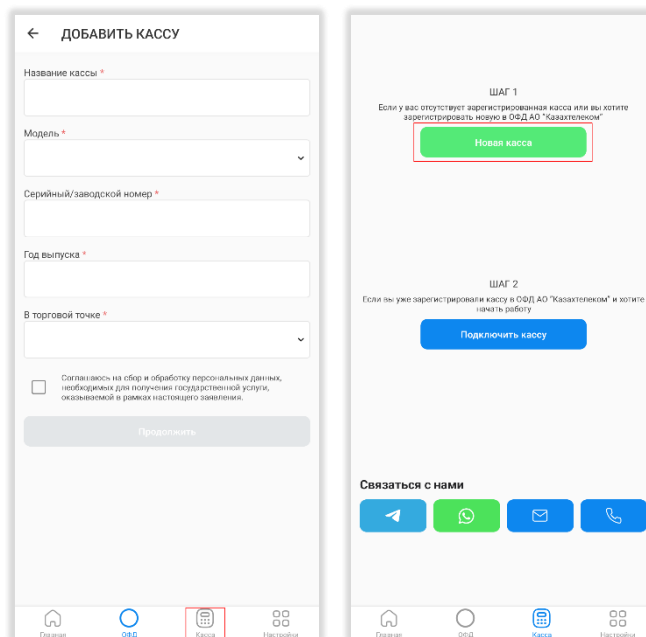 ДОБАВИТЬ КАССУ
Название кассы *
Модель *
Серийный/заводской номер *
Год выпуска *
В торговой точке *
Соглашаюсь на сбор и обработку персональных данных,
необходимых для получения государственной услуги,
оказываемой в рамках настоящего заявления.
Продолжить
Главная
ОФД
Касса
Настройки
ШАГ 1
Если у вас отсутствует зарегистрированная касса или вы хотите
зарегистрировать новую в ОФД АО "Казахтелеком"
Новая касса
ШАГ 2
Если вы уже зарегистрировали кассу в ОФД АО "Казахтелеком" и хотите
начать работу
Подключить кассу
Связаться с нами
Главная
ОФД
Касса
Настройки